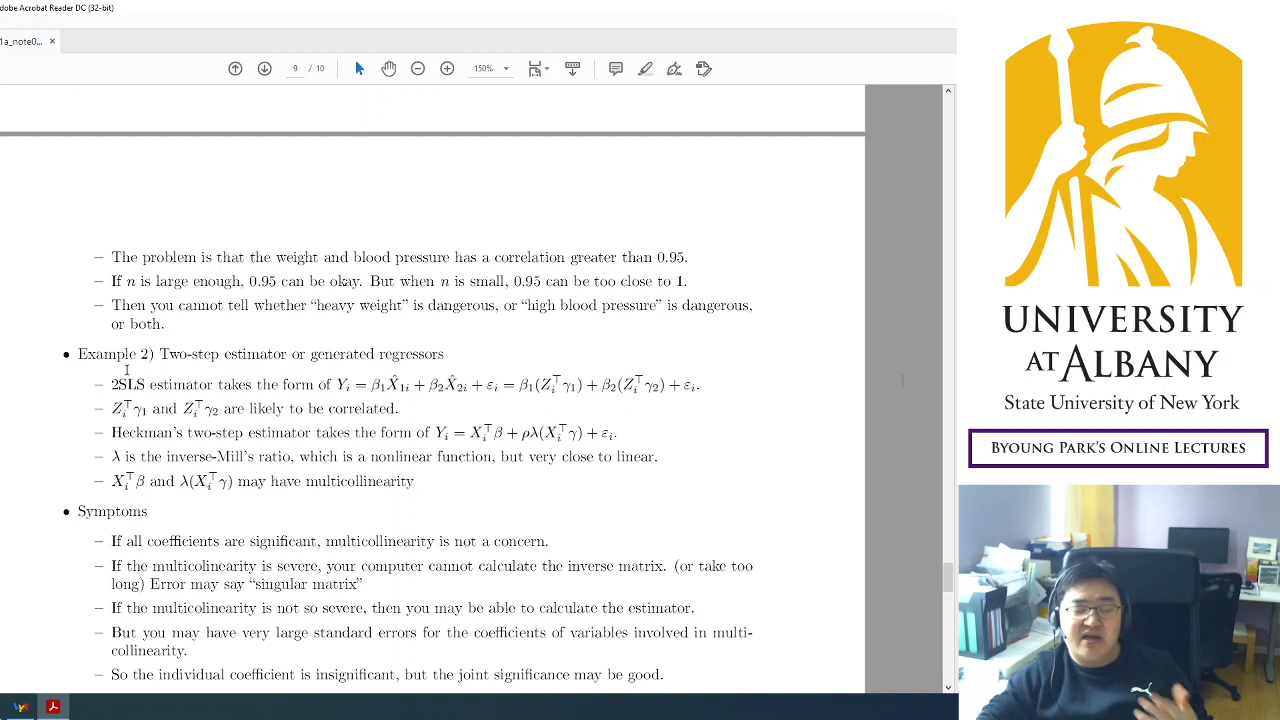 dobe Acrobat Reader DC (32-bit)
1a_note0... ×
9 / 10 150%
– The problem is that the weight and blood pressure has a correlation greater than 0.95.
– If n is large enough, 0.95 can be okay. But when n is small, 0.95 can be too close to 1.
– Then you cannot tell whether “heavy weight” is dangerous, or “high blood pressure” is dangerous,
or both.
• Example 2) Two-step estimator or generated regressors
– 2SLS estimator takes the form of Yᵢ = β₁X̂₁ᵢ + β₂X̂₂ᵢ + εᵢ = β₁(Zᵢ⊤γ₁) + β₂(Zᵢ⊤γ₂) + εᵢ.
– Zᵢ⊤γ₁ and Zᵢ⊤γ₂ are likely to be correlated.
– Heckman’s two-step estimator takes the form of Yᵢ = Xᵢ⊤β + ρλ(Xᵢ⊤γ) + εᵢ.
– λ is the inverse-Mill’s ratio, which is a nonlinear function, but very close to linear.
– Xᵢ⊤β and λ(Xᵢ⊤γ) may have multicollinearity
• Symptoms
– If all coefficients are significant, multicollinearity is not a concern.
– If the multicollinearity is severe, your computer cannot calculate the inverse matrix. (or take too
long) Error may say “singular matrix”
– If the multicolinearity is not so severe, then you may be able to calculate the estimator.
– But you may have very large standard errors for the coefficients of variables involved in multi-
collinearity.
– So the individual coefficient is insignificant, but the joint significance may be good.
UNIVERSITY
AT ALBANY
State University of New York
BYOUNG PARK'S ONLINE LECTURES